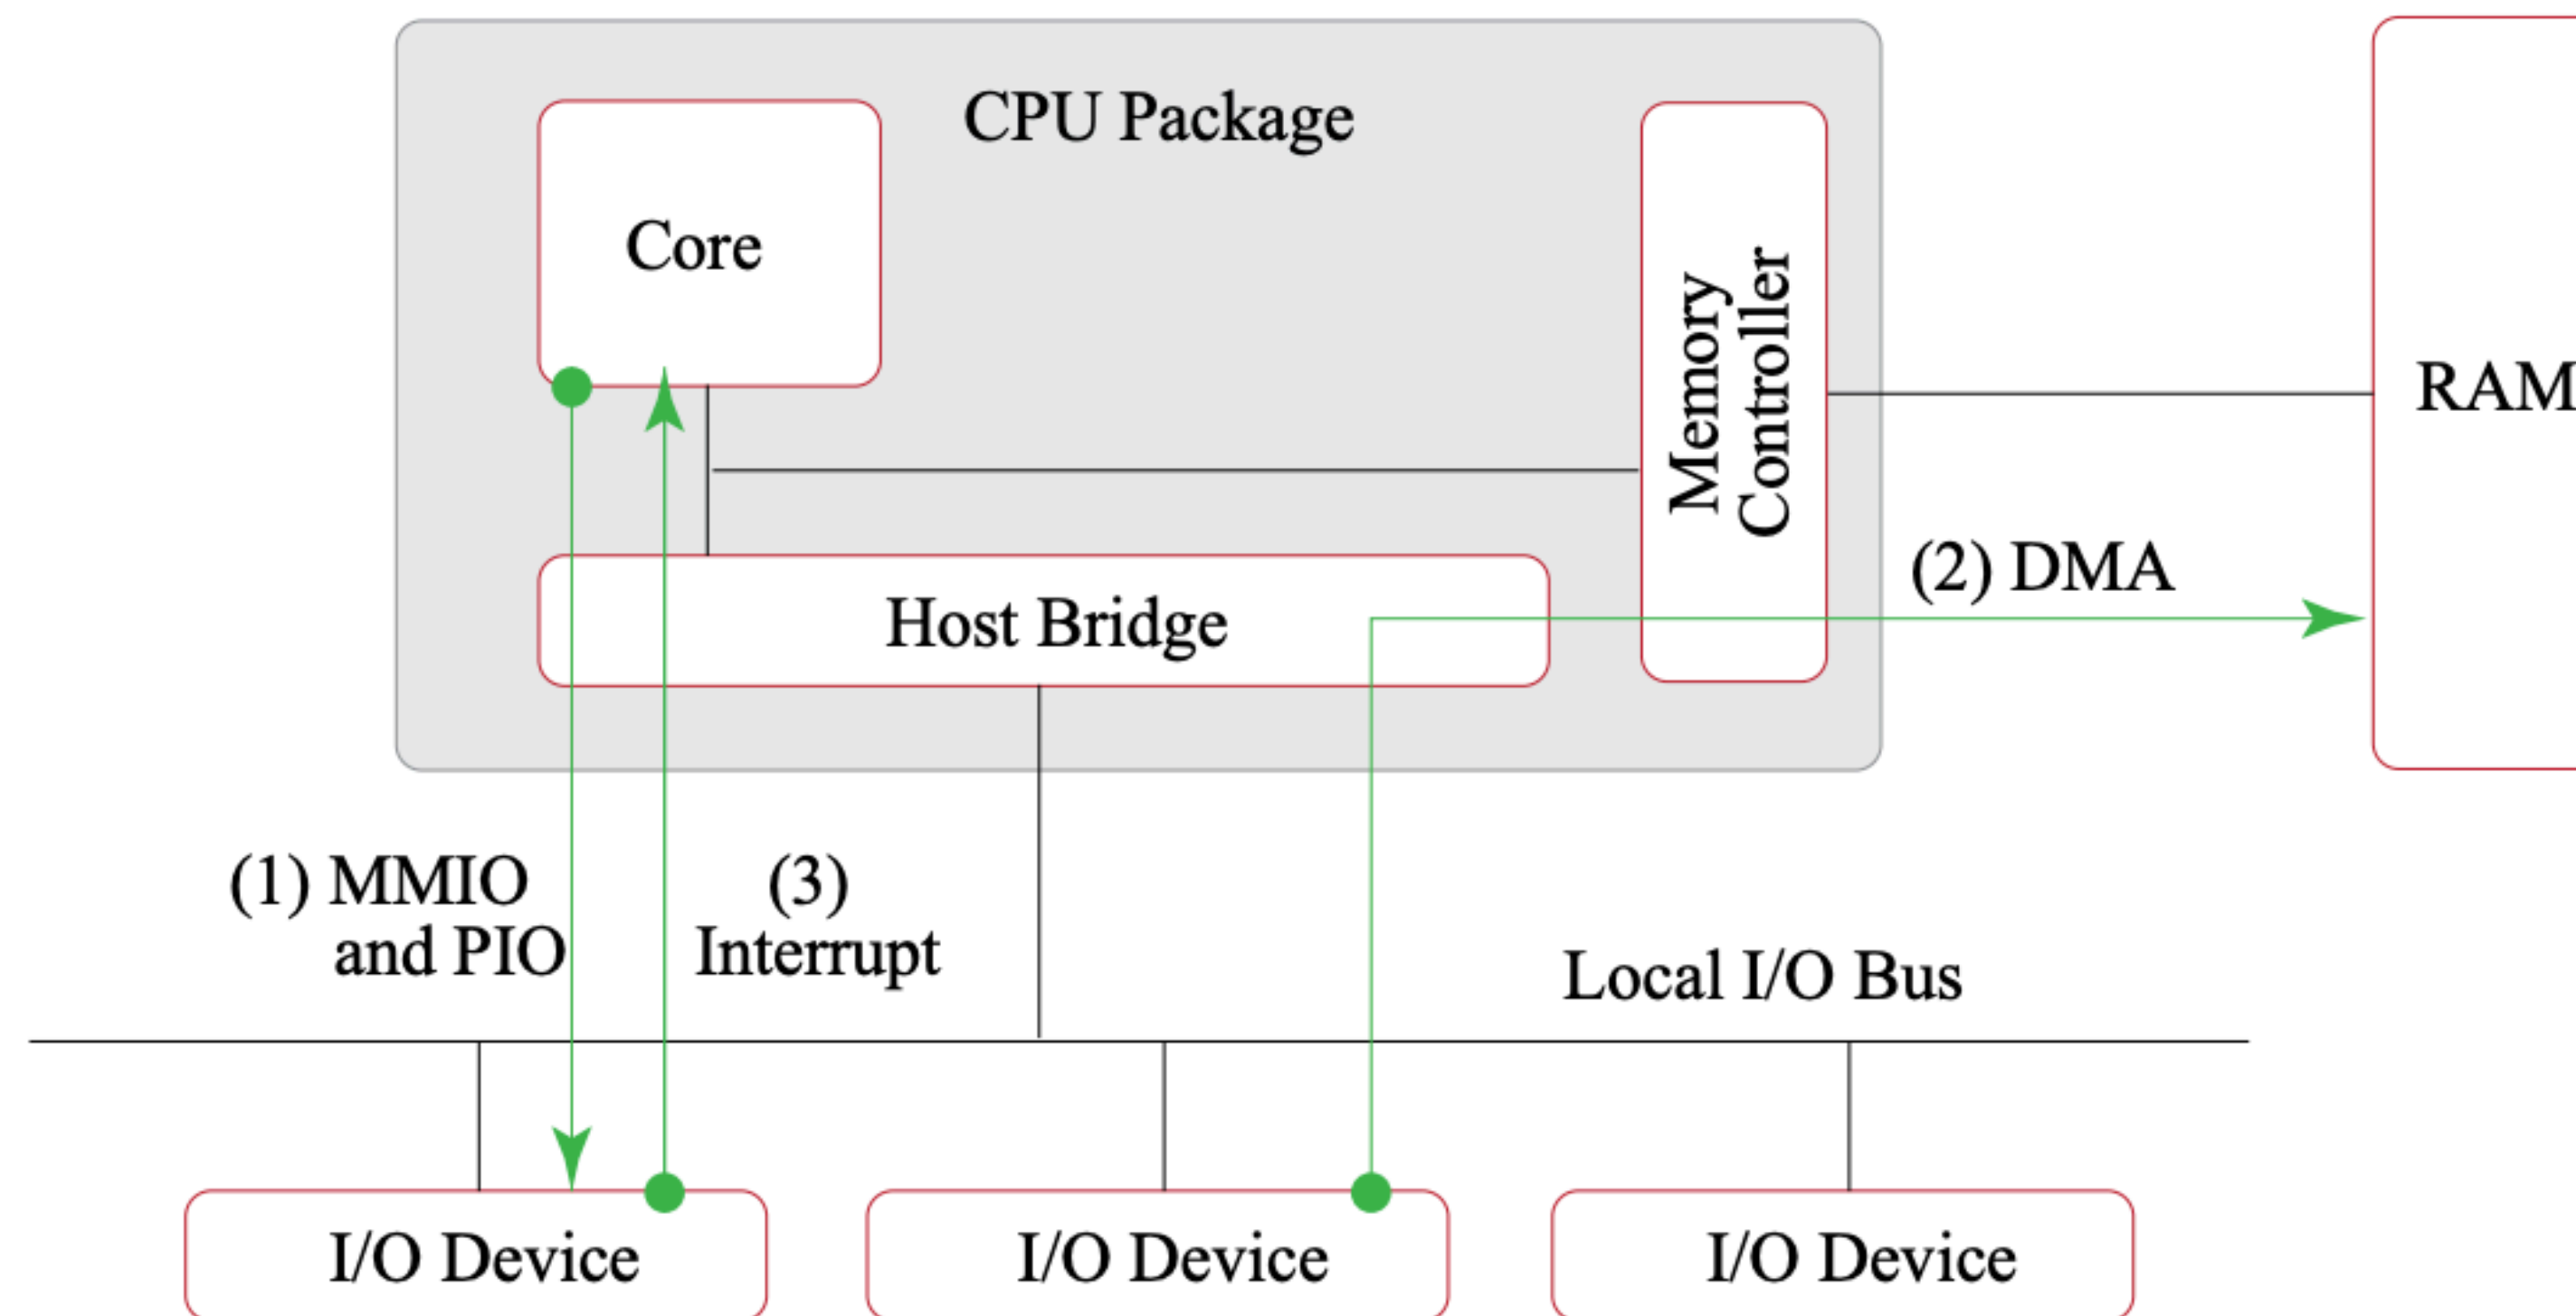 CPU Package
Core
Memory
Controller
RAM
Host Bridge
(2) DMA
(1) MMIO
and PIO
(3)
Interrupt
Local I/O Bus
I/O Device
I/O Device
I/O Device